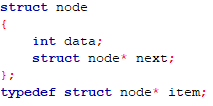 struct node
{
    int data;
    struct node* next;
};
typedef struct node* item;